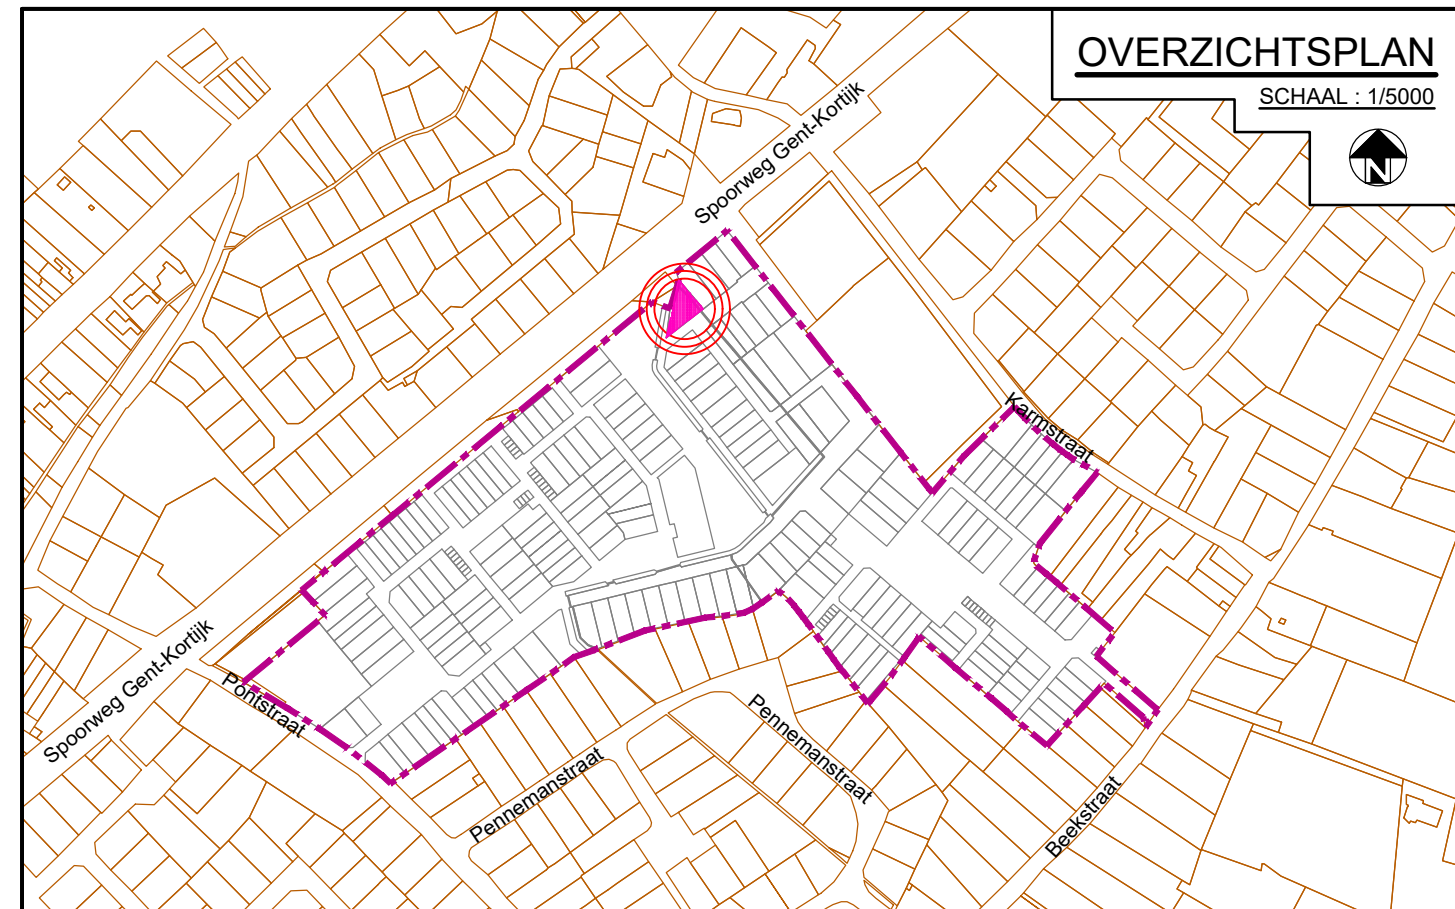 OVERZICHTSPLAN
SCHAAL : 1/5000
N
Spoorweg Gent-Kortijk
Karmstraat
Spoorweg Gent-Kortijk
Pontstraat
Pennemanstraat
Pennemanstraat
Beekstraat